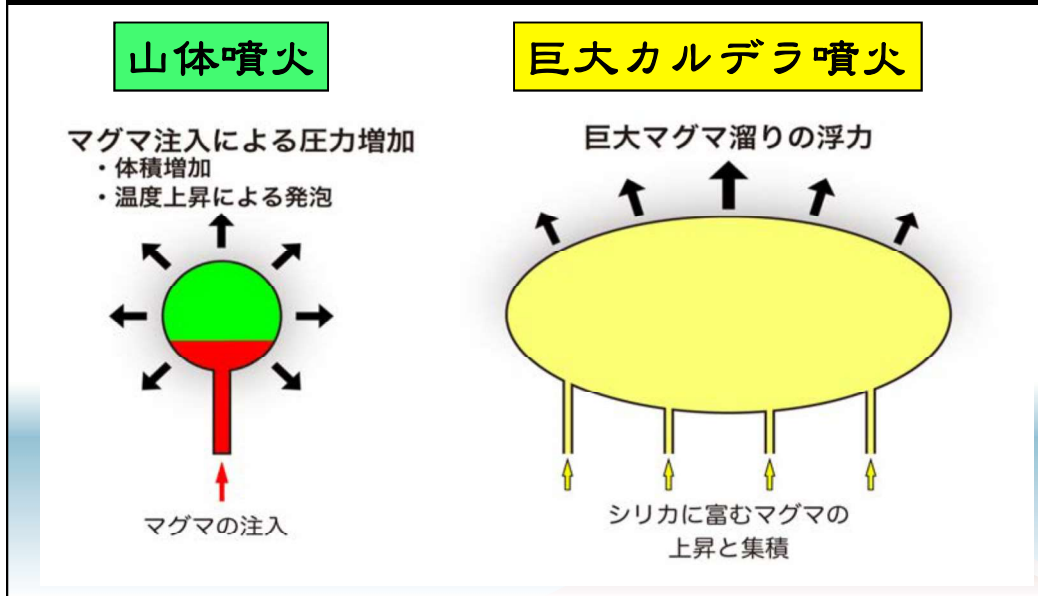 山体噴火
巨大カルデラ噴火
マグマ注入による圧力増加
・体積増加
・温度上昇による発泡
巨大マグマ溜りの浮力
マグマの注入
シリカに富むマグマの
上昇と集積